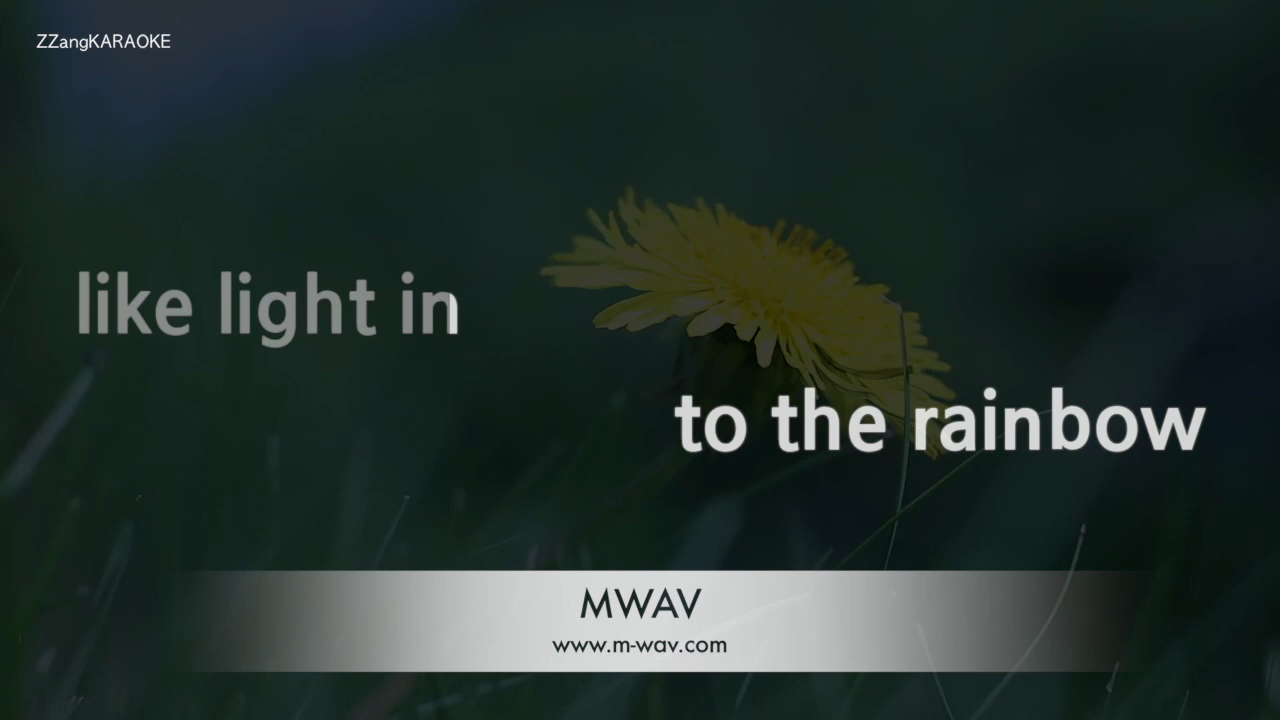 ZZangKARAOKE
like light in
to the rainbow
MWAV
www.m-wav.com